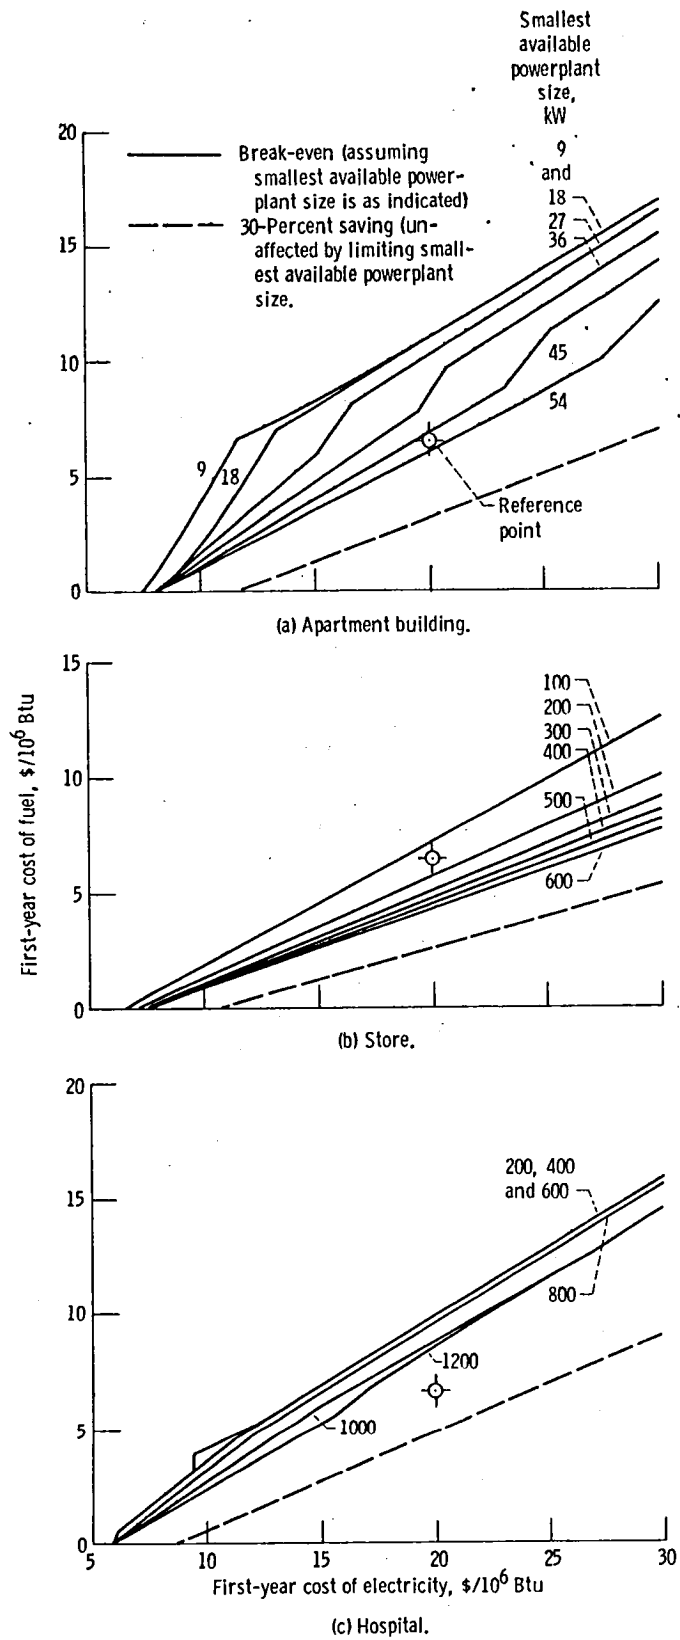 Smallest
available
powerplant
size,
kW
9
and
18
27
36
45
54
20
15
10
5
0
Break-even (assuming
smallest available power-
plant size is as indicated)
30-Percent saving (un-
affected by limiting small-
est available powerplant
size.
9
18
Reference
point
(a) Apartment building.
First-year cost of fuel, $/10⁶ Btu
15
10
5
0
100
200
300
400
500
600
(b) Store.
20
15
10
5
0
200, 400
and 600
800
1200
1000
5
10
15
20
25
30
First-year cost of electricity, $/10⁶ Btu
(c) Hospital.